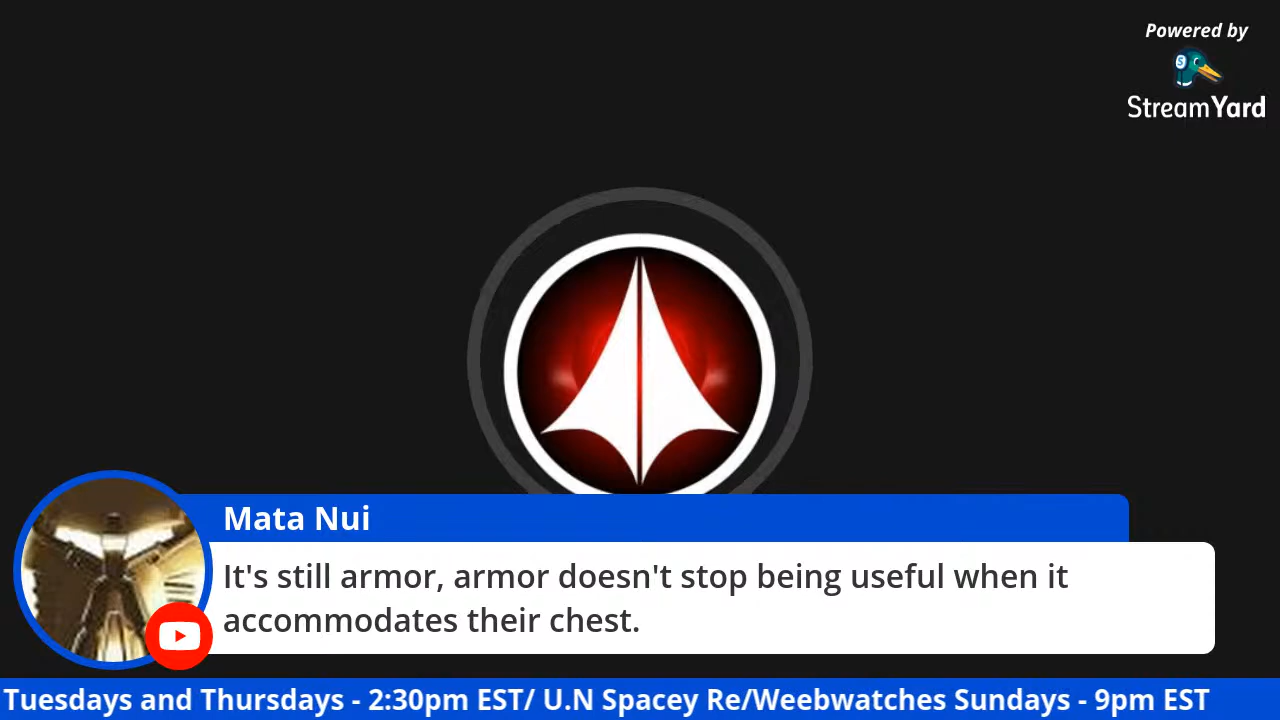 Powered by
S
StreamYard
Mata Nui
It's still armor, armor doesn't stop being useful when it
accommodates their chest.
Tuesdays and Thursdays - 2:30pm EST/ U.N Spacey Re/Weebwatches Sundays - 9pm EST